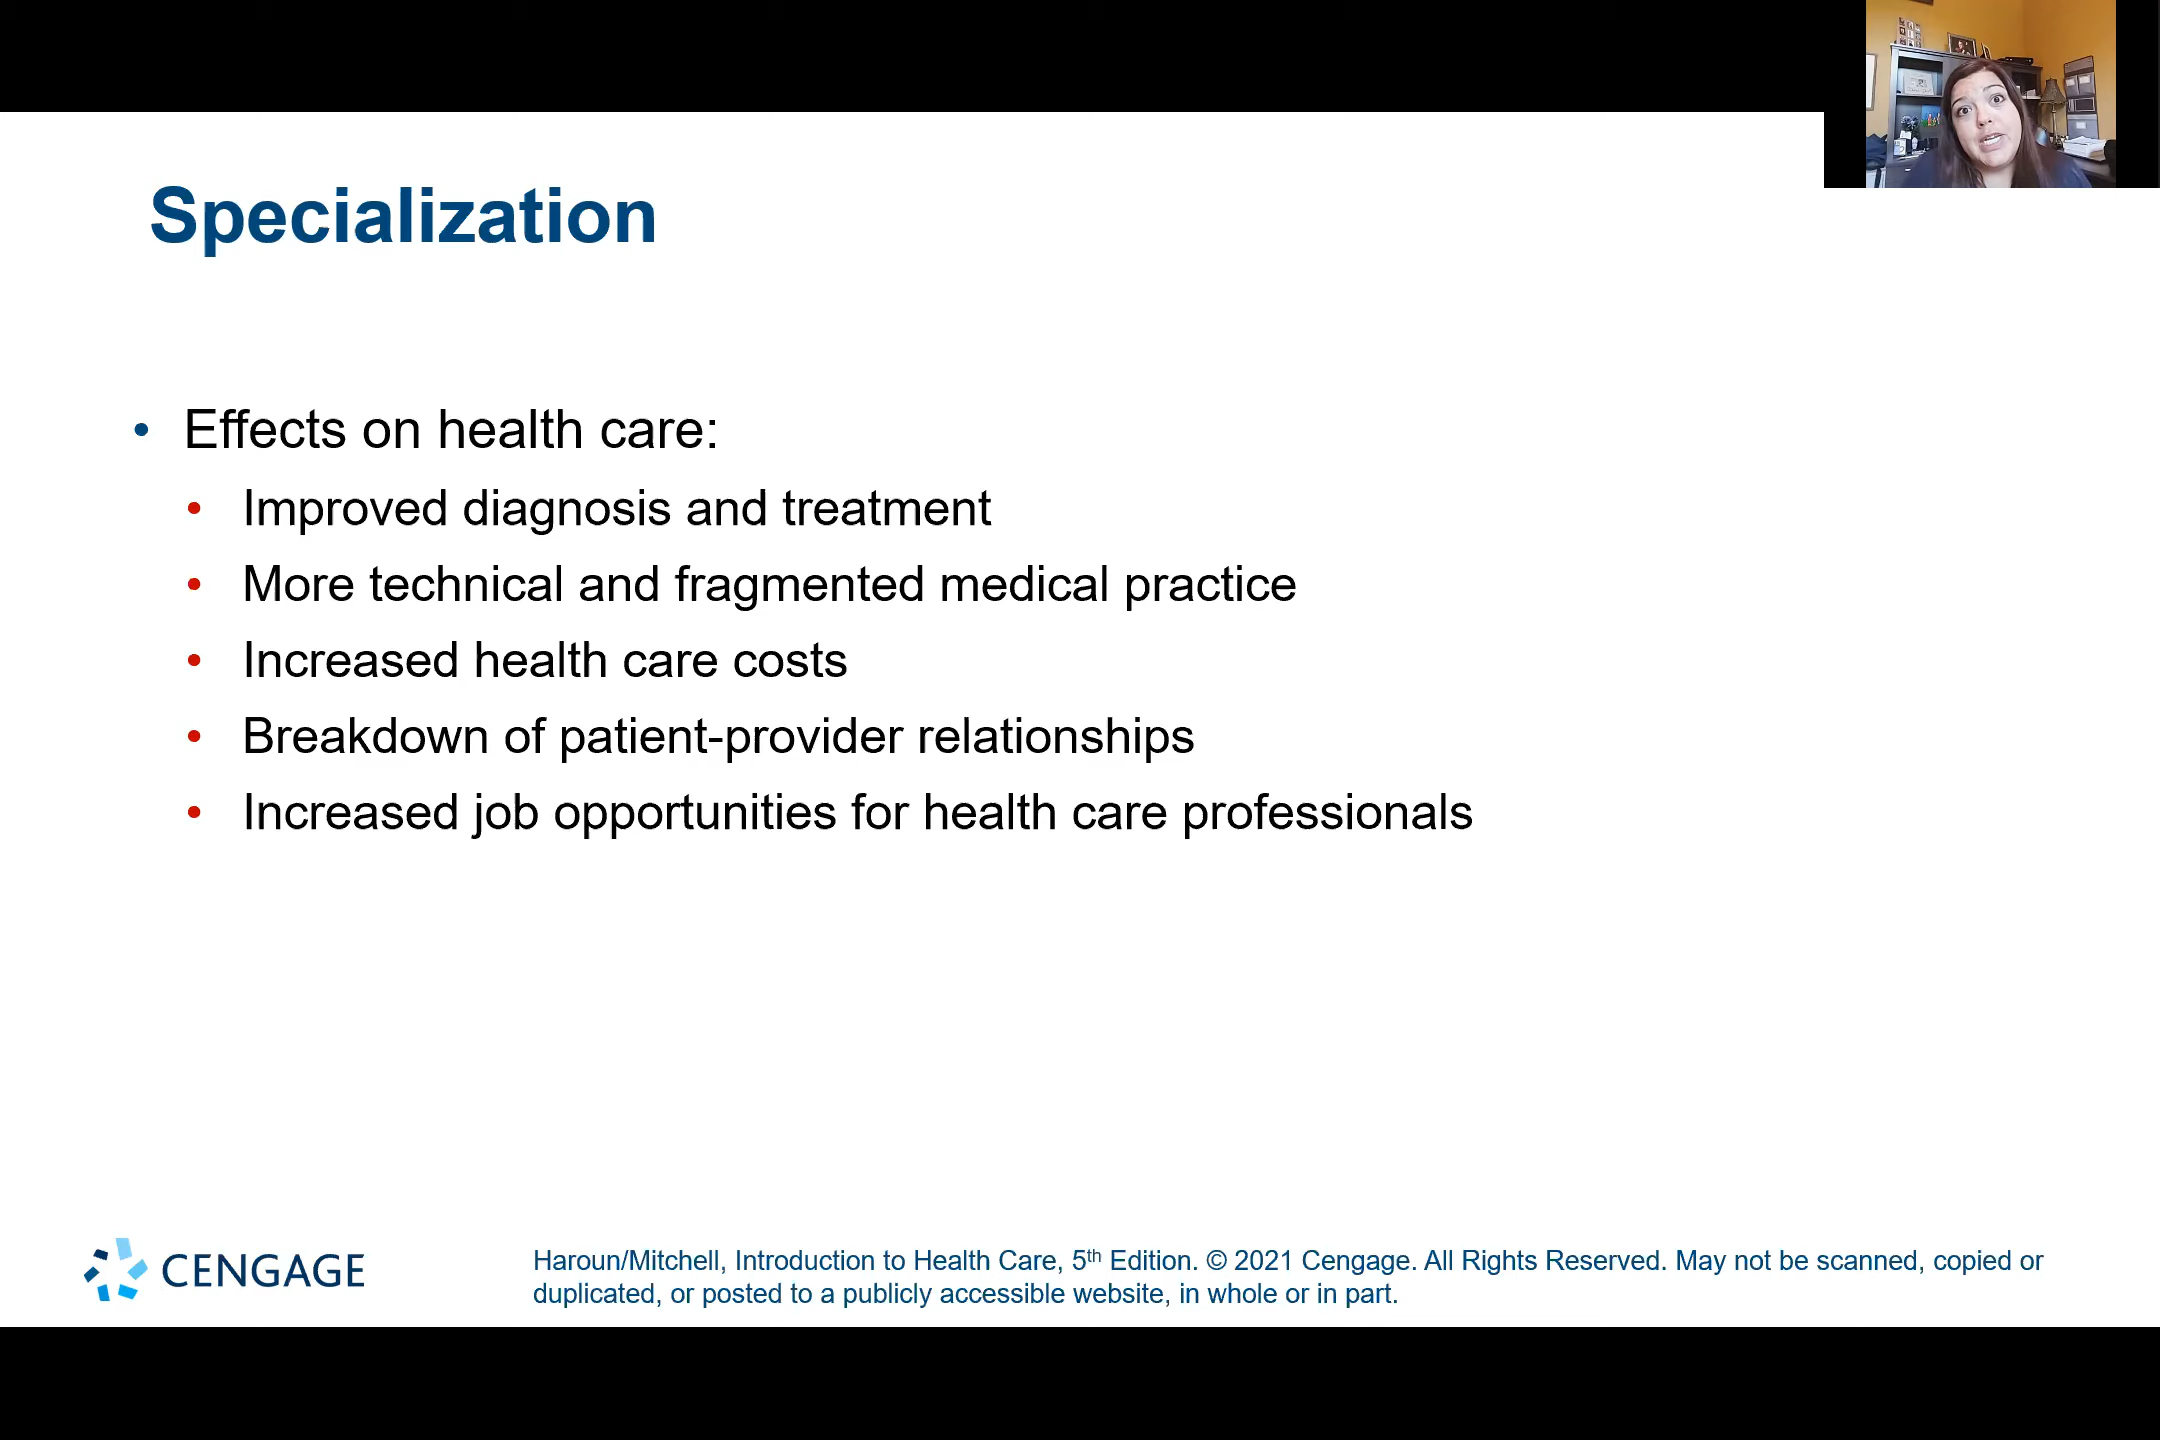 Specialization
• Effects on health care:
• Improved diagnosis and treatment
• More technical and fragmented medical practice
• Increased health care costs
• Breakdown of patient-provider relationships
• Increased job opportunities for health care professionals
CENGAGE
Haroun/Mitchell, Introduction to Health Care, 5th Edition. © 2021 Cengage. All Rights Reserved. May not be scanned, copied or
duplicated, or posted to a publicly accessible website, in whole or in part.